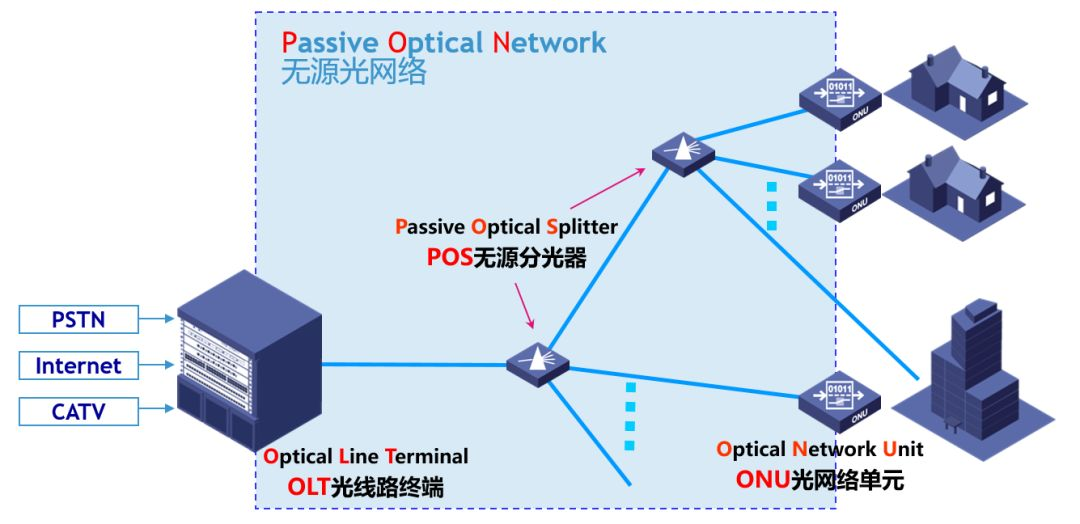 Passive Optical Network
无源光网络
01011
ONU
01011
ONU
Passive Optical Splitter
POS无源分光器
PSTN
Internet
CATV
01011
ONU
Optical Line Terminal
OLT光线路终端
Optical Network Unit
ONU光网络单元